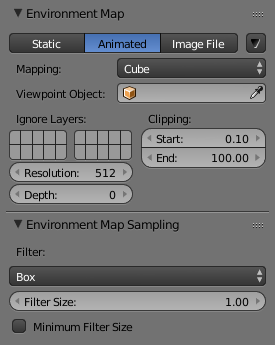 Environment Map
Static Animated Image File
Mapping: Cube
Viewpoint Object:
Ignore Layers: Clipping:
Start: 0.10
End: 100.00
Resolution: 512
Depth: 0
Environment Map Sampling
Filter:
Box
Filter Size: 1.00
Minimum Filter Size